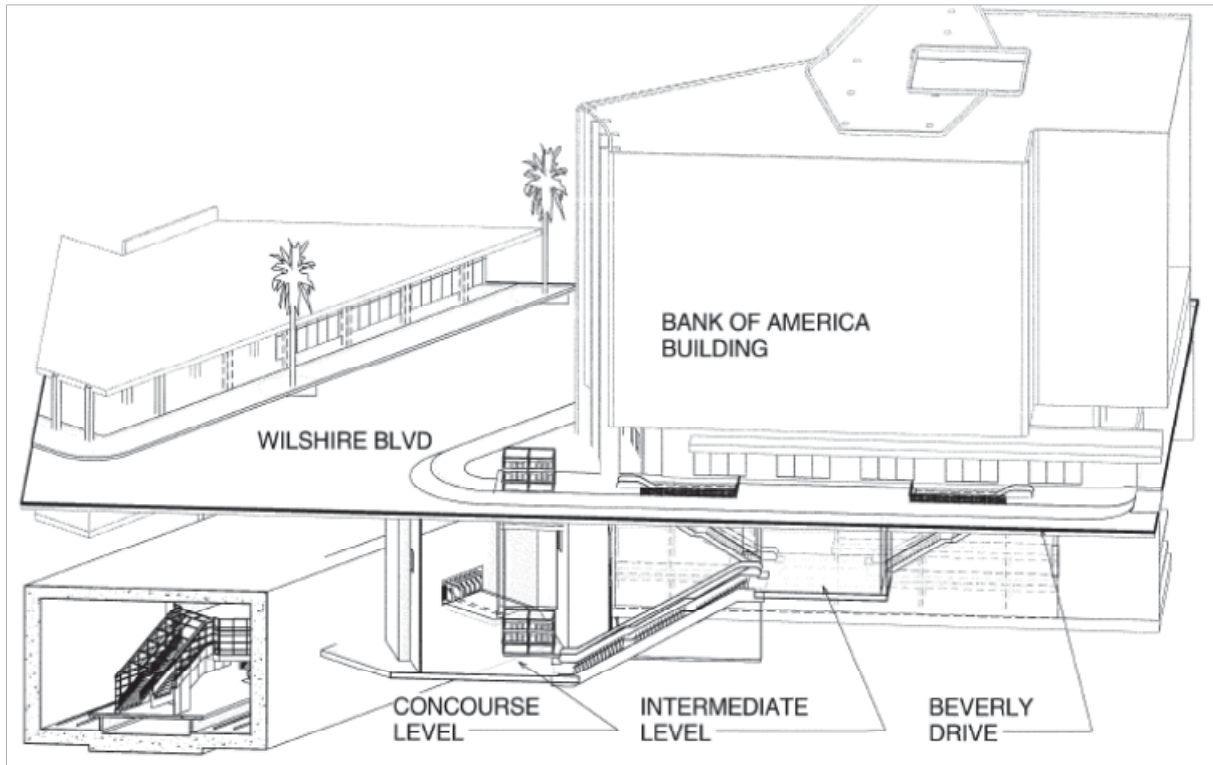 BANK OF AMERICA
BUILDING
WILSHIRE BLVD
CONCOURSE
LEVEL
INTERMEDIATE
LEVEL
BEVERLY
DRIVE